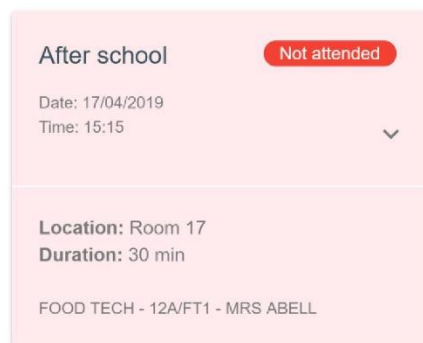 After school
Not attended
Date: 17/04/2019
Time: 15:15
Location: Room 17
Duration: 30 min
FOOD TECH - 12A/FT1 - MRS ABELL